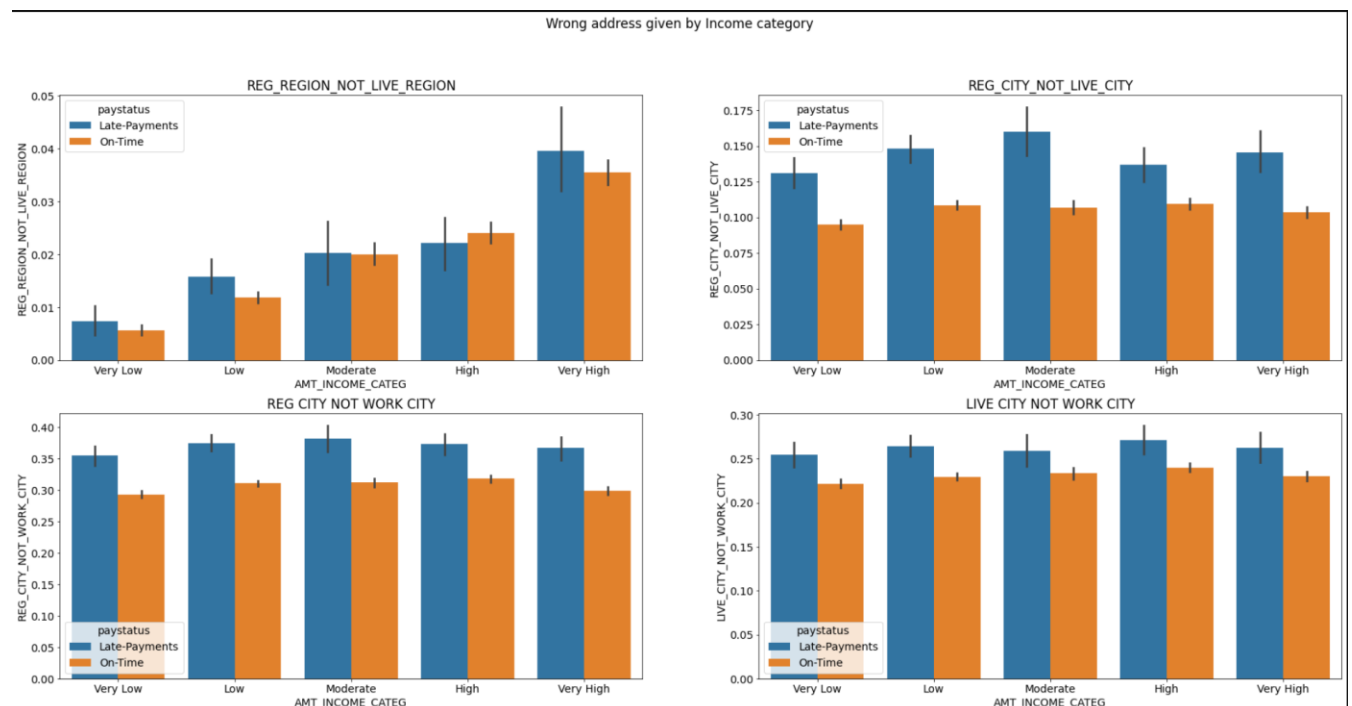 Wrong address given by Income category
REG_REGION_NOT_LIVE_REGION
REG_REGION_NOT_LIVE_REGION
0.05
0.04
0.03
0.02
0.01
0.00
paystatus
Late-Payments
On-Time
Very Low Low Moderate High Very High
AMT_INCOME_CATEG
REG_CITY_NOT_LIVE_CITY
REG_CITY_NOT_LIVE_CITY
0.175
0.150
0.125
0.100
0.075
0.050
0.025
0.000
paystatus
Late-Payments
On-Time
Very Low Low Moderate High Very High
AMT_INCOME_CATEG
REG CITY NOT WORK CITY
REG_CITY_NOT_WORK_CITY
0.40
0.35
0.30
0.25
0.20
0.15
0.10
0.05
0.00
paystatus
Late-Payments
On-Time
Very Low Low Moderate High Very High
AMT_INCOME_CATEG
LIVE CITY NOT WORK CITY
LIVE_CITY_NOT_WORK_CITY
0.30
0.25
0.20
0.15
0.10
0.05
0.00
paystatus
Late-Payments
On-Time
Very Low Low Moderate High Very High
AMT_INCOME_CATEG